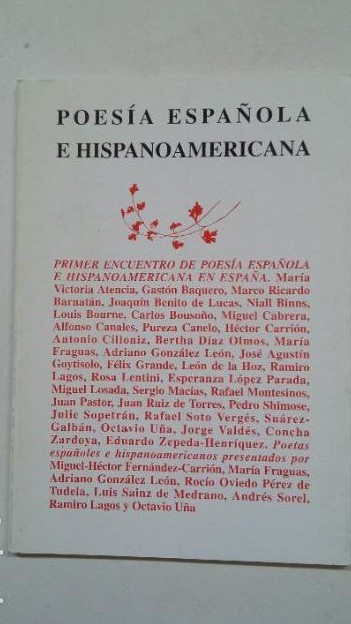 POESÍA ESPAÑOLA
E HISPANOAMERICANA
PRIMER ENCUENTRO DE POESÍA ESPAÑOLA
E HISPANOAMERICANA EN ESPAÑA. María
Victoria Atencia, Gastón Baquero, Marco Ricardo
Barnatán, Joaquín Benito de Lucas, Niall Binns,
Louis Bourne, Carlos Bousoño, Miguel Cabrera,
Alfonso Canales, Pureza Canelo, Héctor Carrión,
Antonio Cilloniz, Bertha Díaz Olmos, María
Fraguas, Adriano González León, José Agustín
Goytisolo, Félix Grande, León de la Hoz, Ramiro
Lagos, Rosa Lentini, Esperanza López Parada,
Miguel Losada, Sergio Macías, Rafael Montesinos,
Juan Pastor, Juan Ruiz de Torres, Pedro Shimose,
Julie Sopetrán, Rafael Soto Vergés, Suárez-
Galbán, Octavio Uña, Jorge Valdés, Concha
Zardoya, Eduardo Zepeda-Henríquez. Poetas
españoles e hispanoamericanos presentados por
Miguel-Héctor Fernández-Carrión, María Fraguas,
Adriano González León, Rocío Oviedo Pérez de
Tudela, Luis Sainz de Medrano, Andrés Sorel,
Ramiro Lagos y Octavio Uña